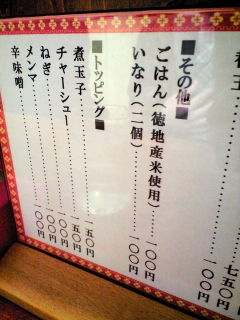 七五〇円
一〇〇円
■その他■
ごはん（徳地産米使用）……一〇〇円
いなり（二個）……………一〇〇円
■トッピング■
煮玉子……………一五〇円
チャーシュー………一五〇円
ねぎ………………一〇〇円
メンマ……………一〇〇円
辛味噌……………一〇〇円